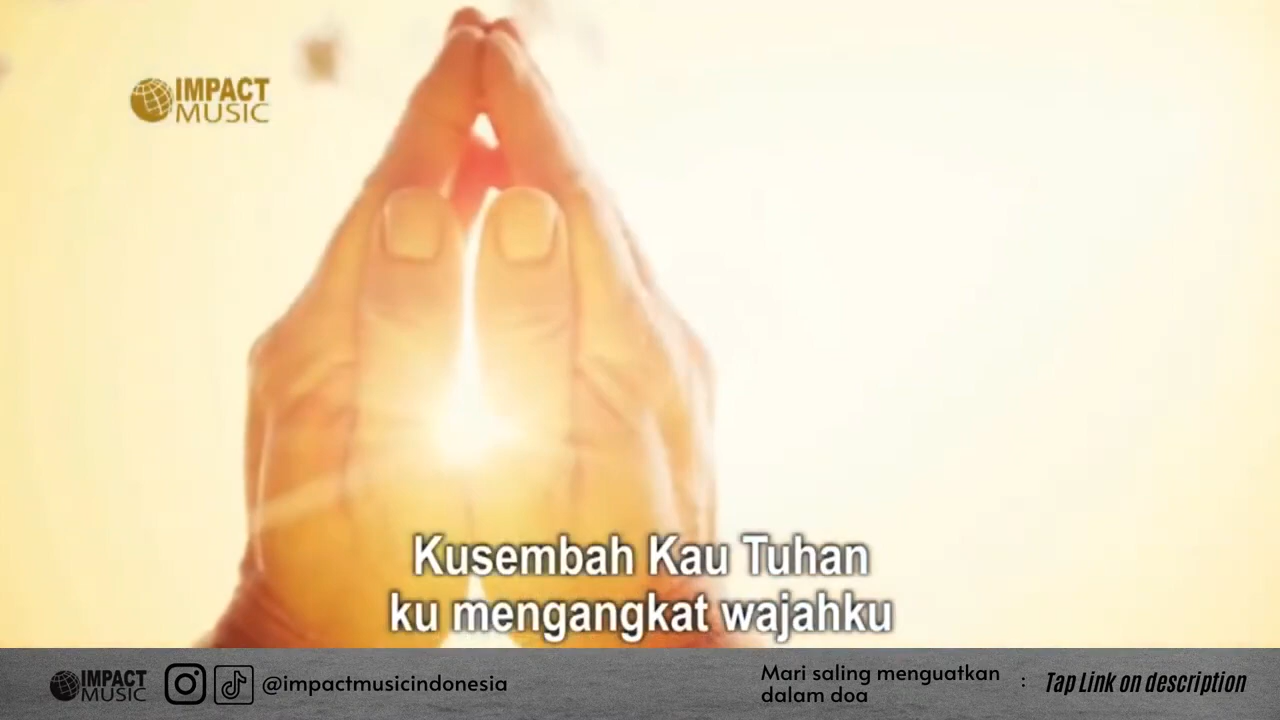 IMPACT
MUSIC
Kusembah Kau Tuhan
ku mengangkat wajahku
IMPACT
MUSIC
@impactmusicindonesia
Mari saling menguatkan
dalam doa
: Tap Link on description